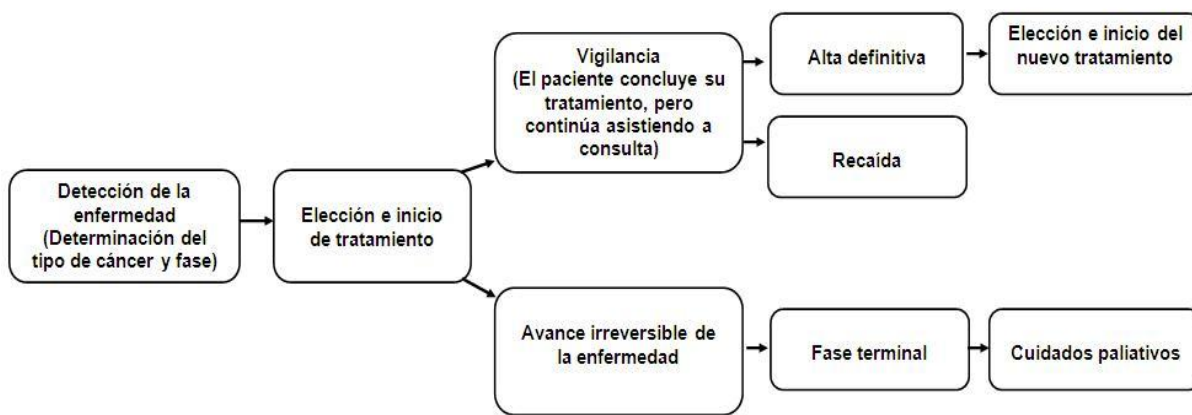 Detección de la
enfermedad
(Determinación del
tipo de cáncer y fase)
Elección e inicio
de tratamiento
Vigilancia
(El paciente concluye su
tratamiento, pero
continúa asistiendo a
consulta)
Alta definitiva
Elección e inicio del
nuevo tratamiento
Recaída
Avance irreversible de
la enfermedad
Fase terminal
Cuidados paliativos